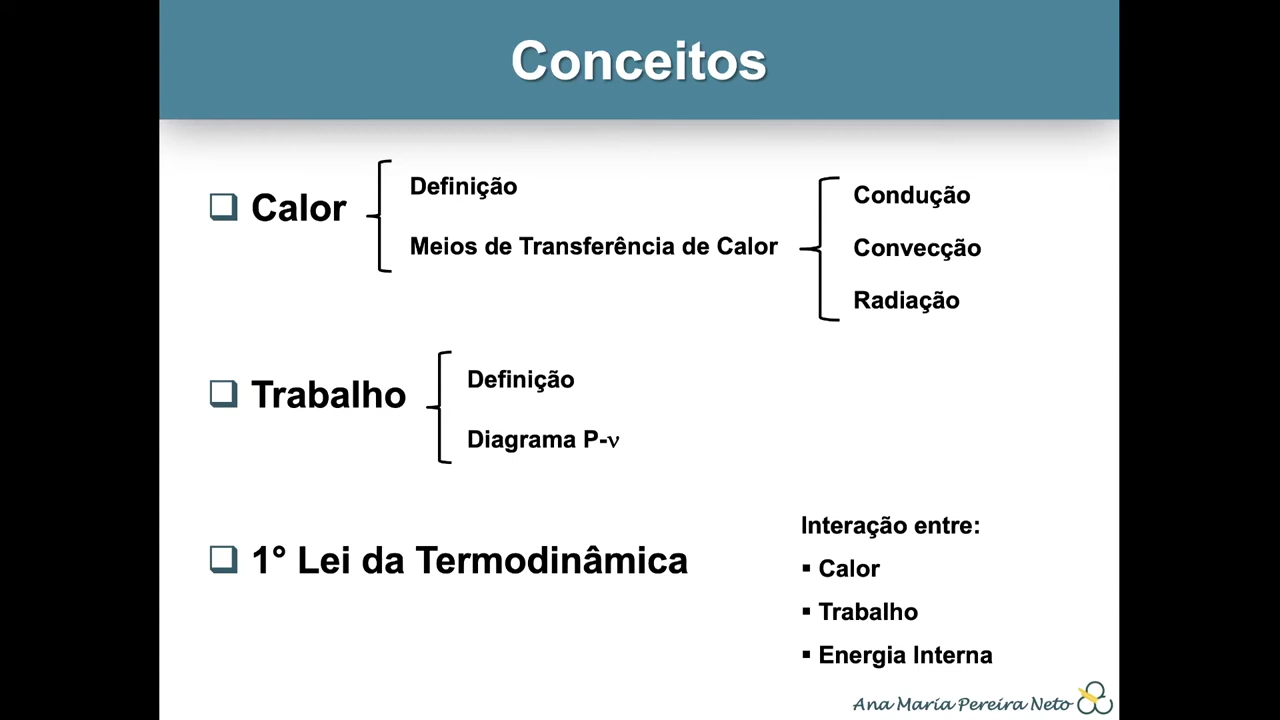 Conceitos
Calor
Definição
Meios de Transferência de Calor
Condução
Convecção
Radiação
Trabalho
Definição
Diagrama P-ν
1° Lei da Termodinâmica
Interação entre:
▪ Calor
▪ Trabalho
▪ Energia Interna
Ana Maria Pereira Neto